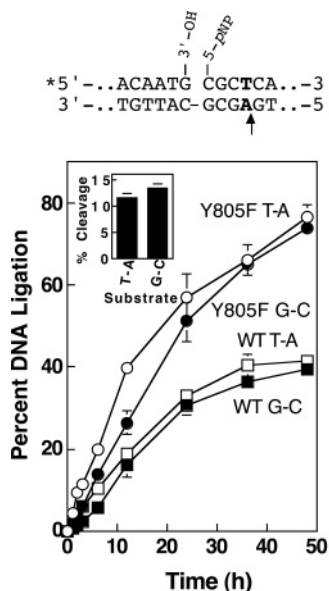 3'-OH
5-pNP
*5'-..ACAATG CGCTCA..-3
3'-..TGTTAC-GCGAGT-5
Percent DNA Ligation
80
60
40
20
0
% Cleavage
15
10
5
0
T-A
G-C
Substrate
Y805F T-A
Y805F G-C
WT T-A
WT G-C
0 10 20 30 40 50
Time (h)